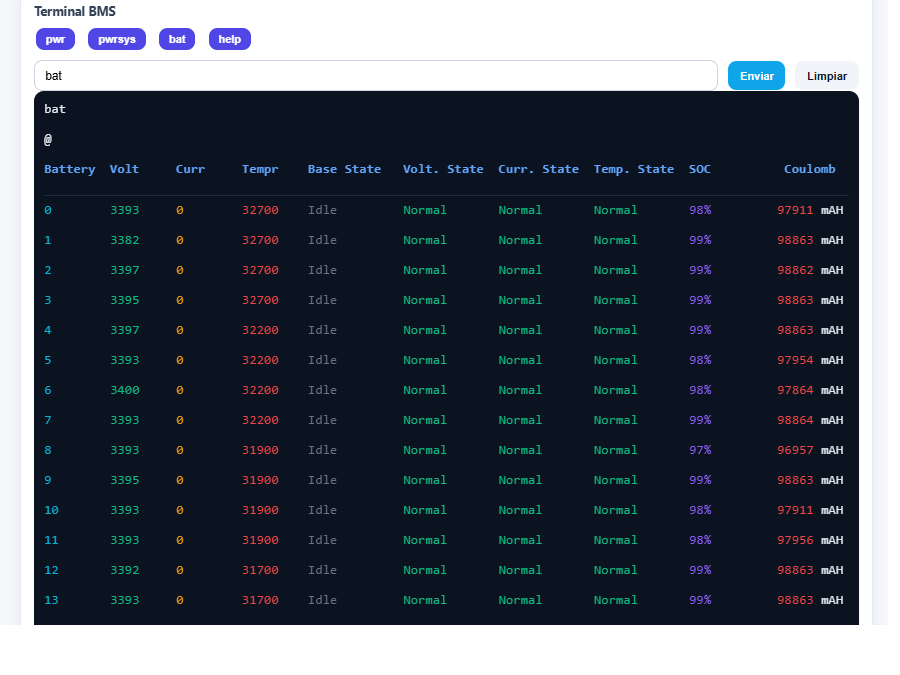 Terminal BMS
pwr pwrsys bat help
bat Enviar Limpiar
bat
@
Battery Volt Curr Tempr Base State Volt. State Curr. State Temp. State SOC Coulomb
0 3393 0 32700 Idle Normal Normal Normal 98% 97911 mAH
1 3382 0 32700 Idle Normal Normal Normal 99% 98863 mAH
2 3397 0 32700 Idle Normal Normal Normal 99% 98862 mAH
3 3395 0 32700 Idle Normal Normal Normal 99% 98863 mAH
4 3397 0 32200 Idle Normal Normal Normal 99% 98863 mAH
5 3393 0 32200 Idle Normal Normal Normal 98% 97954 mAH
6 3400 0 32200 Idle Normal Normal Normal 98% 97864 mAH
7 3393 0 32200 Idle Normal Normal Normal 99% 98864 mAH
8 3393 0 31900 Idle Normal Normal Normal 97% 96957 mAH
9 3395 0 31900 Idle Normal Normal Normal 99% 98863 mAH
10 3393 0 31900 Idle Normal Normal Normal 98% 97911 mAH
11 3393 0 31900 Idle Normal Normal Normal 98% 97956 mAH
12 3392 0 31700 Idle Normal Normal Normal 99% 98863 mAH
13 3393 0 31700 Idle Normal Normal Normal 99% 98863 mAH